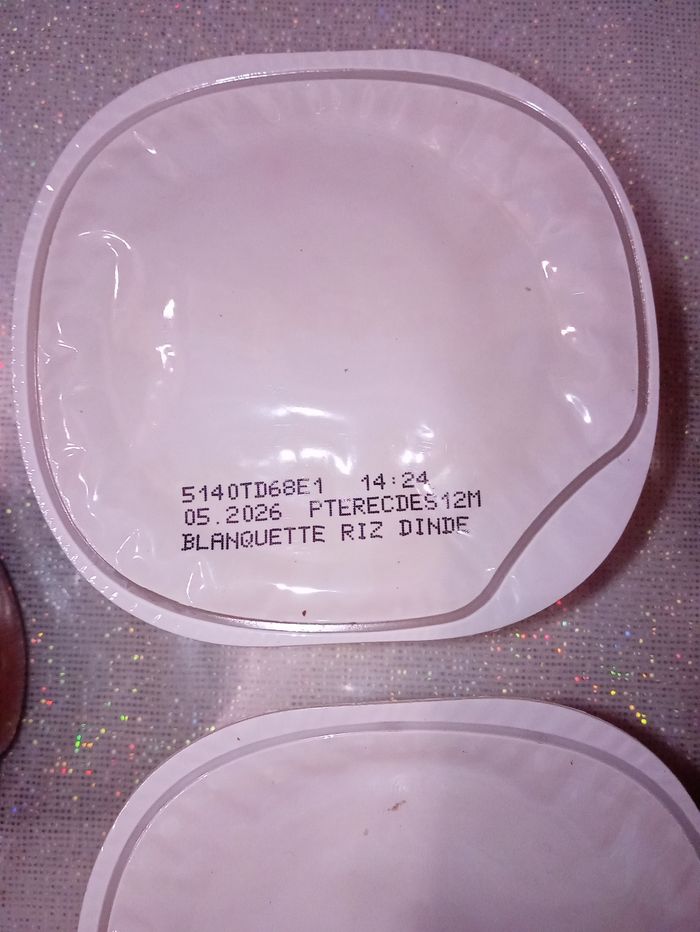 5140TD68E1 14:24
05.2026 PTERECDES12M
BLANQUETTE RIZ DINDE